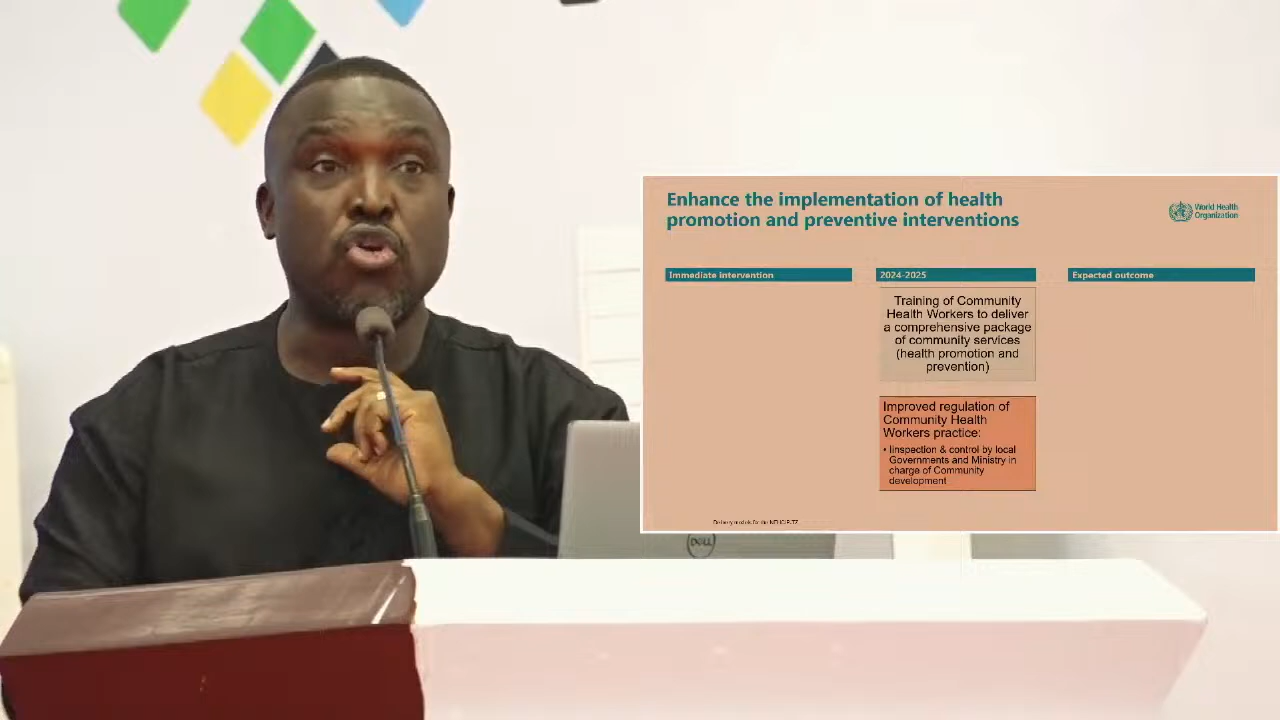 Enhance the implementation of health
promotion and preventive interventions
World Health
Organization
Immediate intervention
2024-2025
Expected outcome
Training of Community
Health Workers to deliver
a comprehensive package
of community services
(health promotion and
prevention)
Improved regulation of
Community Health
Workers practice:
• Iinspection & control by local
Governments and Ministry in
charge of Community
development
DELL